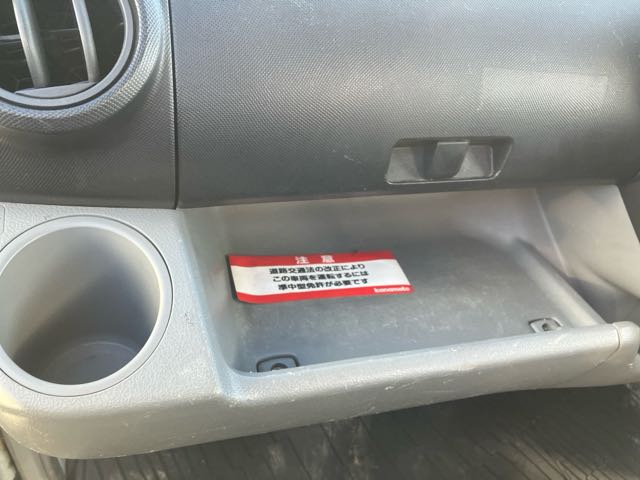 注 意
道路交通法の改正により
この車両を運転するには
準中型免許が必要です
kanamoto